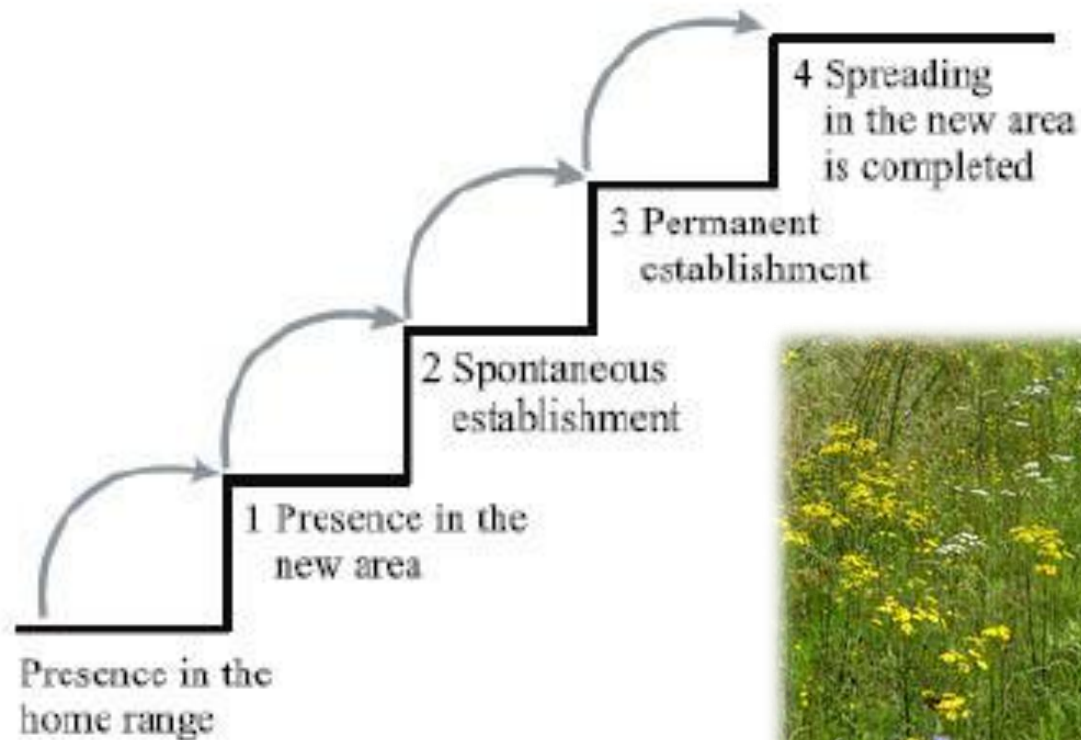 4 Spreading
in the new area
is completed
3 Permanent
establishment
2 Spontaneous
establishment
1 Presence in the
new area
Presence in the
home range